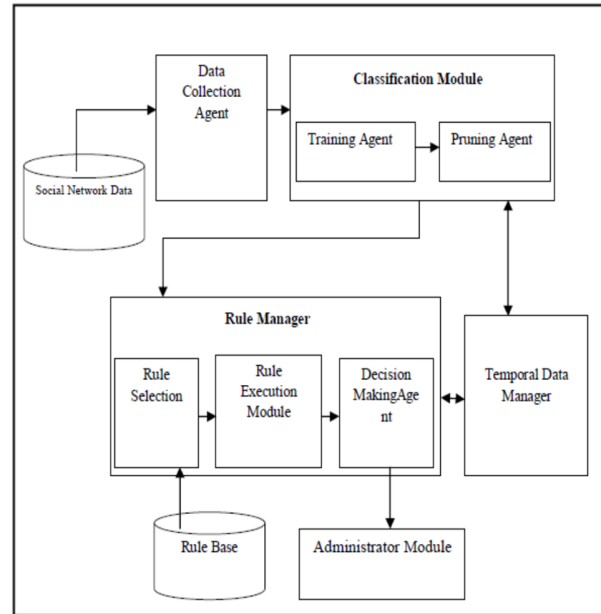 Data
Collection
Agent
Classification Module
Training Agent
Pruning Agent
Social Network Data
Rule Manager
Rule
Selection
Rule
Execution
Module
Decision
MakingAge
nt
Temporal Data
Manager
Rule Base
Administrator Module